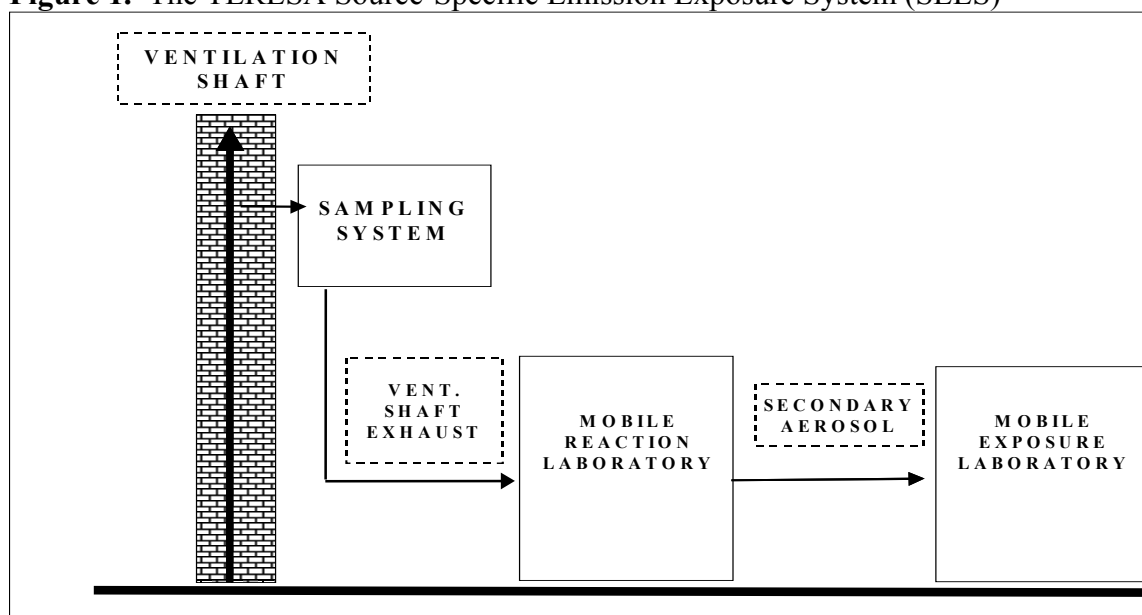 Figure 1. The TERESA Source-Specific Emission Exposure System (SEES)
VENTILATION
SHAFT
SAMPLING
SYSTEM
VENT.
SHAFT
EXHAUST
MOBILE
REACTION
LABORATORY
SECONDARY
AEROSOL
MOBILE
EXPOSURE
LABORATORY